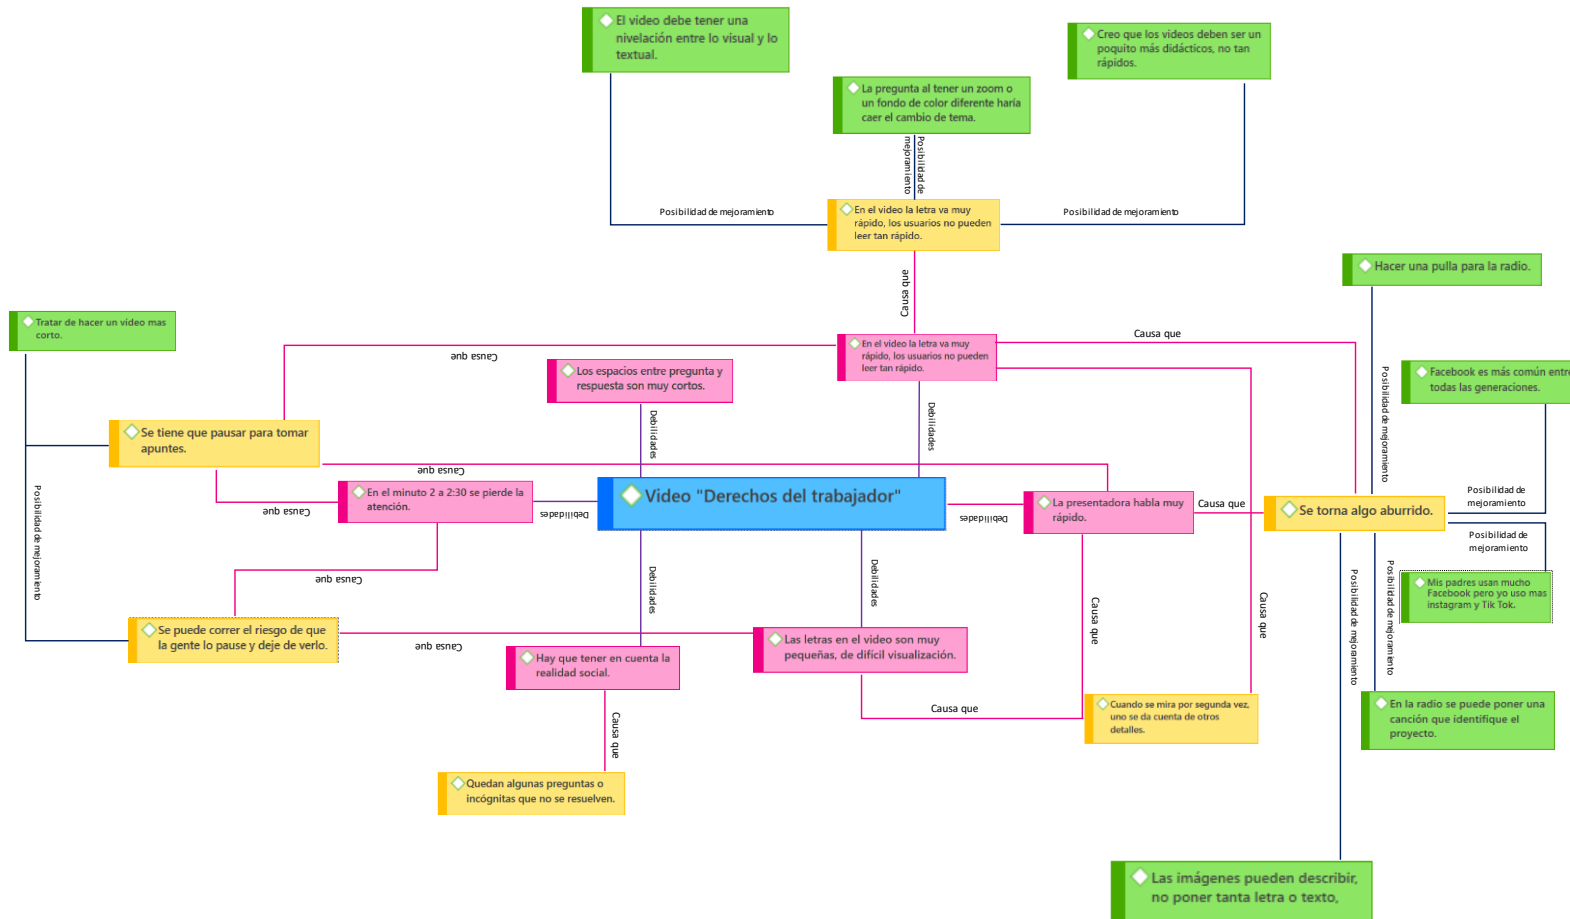 El video debe tener una
nivelación entre lo visual y lo
textual.
Creo que los videos deben ser un
poquito más didácticos, no tan
rápidos.
La pregunta al tener un zoom o
un fondo de color diferente haría
caer el cambio de tema.
Posibilidad de
mejoramiento
Posibilidad de mejoramiento
En el video la letra va muy
rápido, los usuarios no pueden
leer tan rápido.
Posibilidad de mejoramiento
Causa que
Hacer una pulla para la radio.
Tratar de hacer un video mas
corto.
Causa que
En el video la letra va muy
rápido, los usuarios no pueden
leer tan rápido.
Causa que
Los espacios entre pregunta y
respuesta son muy cortos.
Posibilidad de mejoramiento
Facebook es más común entre
todas las generaciones.
Debilidades
Debilidades
Se tiene que pausar para tomar
apuntes.
Causa que
En el minuto 2 a 2:30 se pierde la
atención.
Causa que
Debilidades
Video "Derechos del trabajador"
Debilidades
La presentadora habla muy
rápido.
Causa que
Se torna algo aburrido.
Posibilidad de
mejoramiento
Posibilidad de
mejoramiento
Posibilidad de mejoramiento
Causa que
Debilidades
Debilidades
Causa que
Causa que
Posibilidad de mejoramiento
Posibilidad de mejoramiento
Mis padres usan mucho
Facebook pero yo uso mas
instagram y Tik Tok.
Se puede correr el riesgo de que
la gente lo pause y deje de verlo.
Causa que
Hay que tener en cuenta la
realidad social.
Las letras en el video son muy
pequeñas, de difícil visualización.
Causa que
Causa que
Cuando se mira por segunda vez,
uno se da cuenta de otros
detalles.
En la radio se puede poner una
canción que identifique el
proyecto.
Quedan algunas preguntas o
incógnitas que no se resuelven.
Las imágenes pueden describir,
no poner tanta letra o texto,